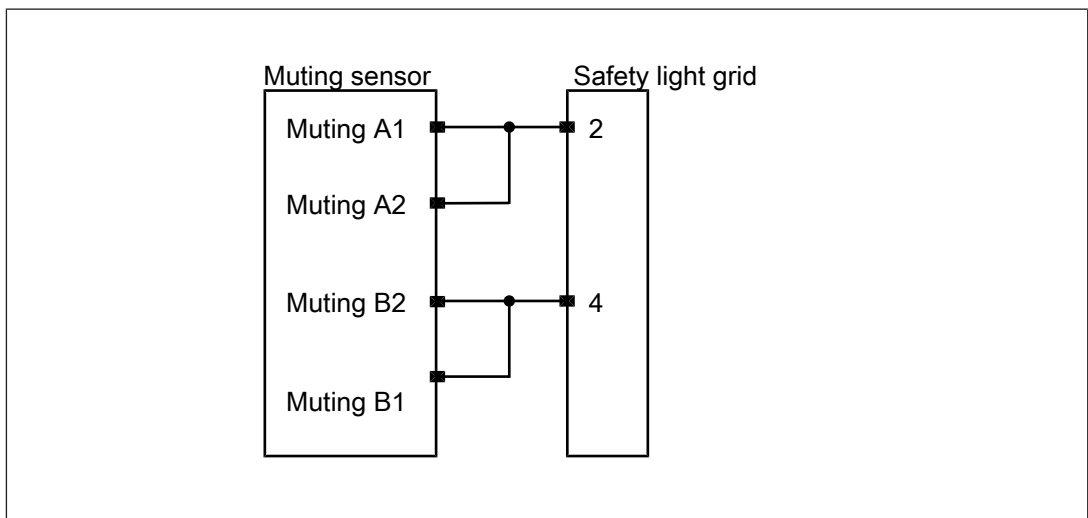 Muting sensor
Safety light grid
Muting A1
2
Muting A2
Muting B2
4
Muting B1